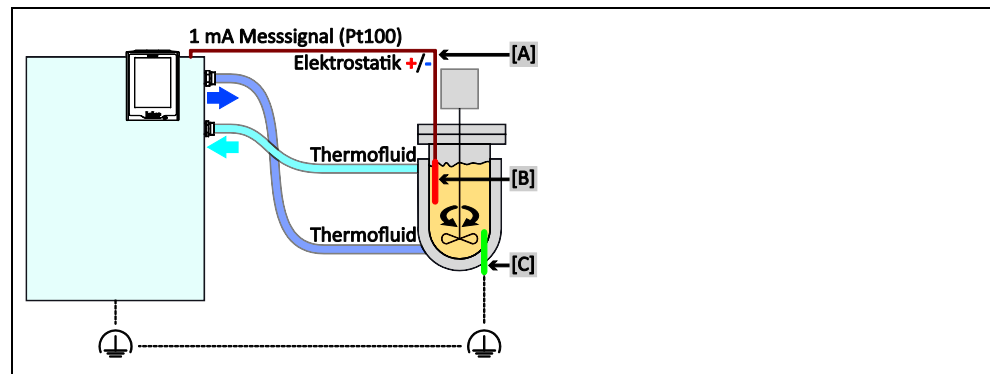 1 mA Messsignal (Pt100)
[A]
Elektrostatik +/-
Thermofluid
[B]
Thermofluid
[C]